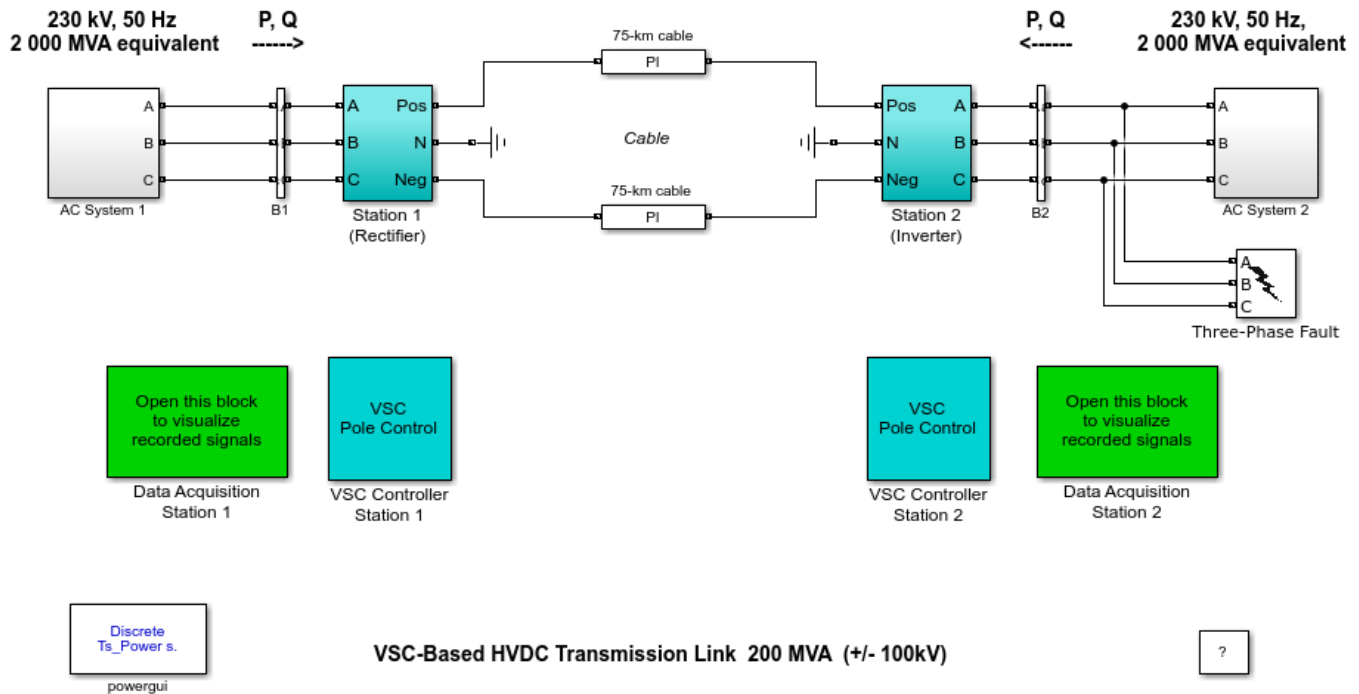 230 kV, 50 Hz
2 000 MVA equivalent
P, Q
------>
75-km cable
PI
P, Q
<------
230 kV, 50 Hz,
2 000 MVA equivalent
A
B
C
AC System 1
B1
A
B
C
Pos
N
Neg
Station 1
(Rectifier)
Cable
75-km cable
PI
Pos
N
Neg
A
B
C
Station 2
(Inverter)
B2
A
B
C
AC System 2
A
B
C
Three-Phase Fault
Open this block
to visualize
recorded signals
Data Acquisition
Station 1
VSC
Pole Control
VSC Controller
Station 1
VSC
Pole Control
VSC Controller
Station 2
Open this block
to visualize
recorded signals
Data Acquisition
Station 2
Discrete
Ts_Power s.
powergui
VSC-Based HVDC Transmission Link 200 MVA (+/- 100kV)
?